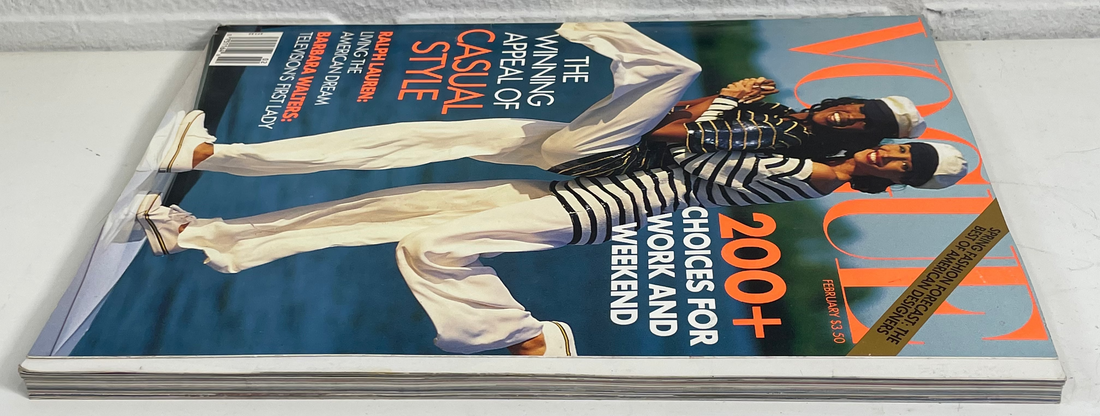 VOGUE
SPRING FASHION FORECAST: THE
BEST OF AMERICAN DESIGNERS
FEBRUARY $3.50
200+
CHOICES FOR
WORK AND
WEEKEND
THE
WINNING
APPEAL OF
CASUAL
STYLE
RALPH LAUREN:
LIVING THE
AMERICAN DREAM
BARBARA WALTERS:
TELEVISION'S FIRST LADY